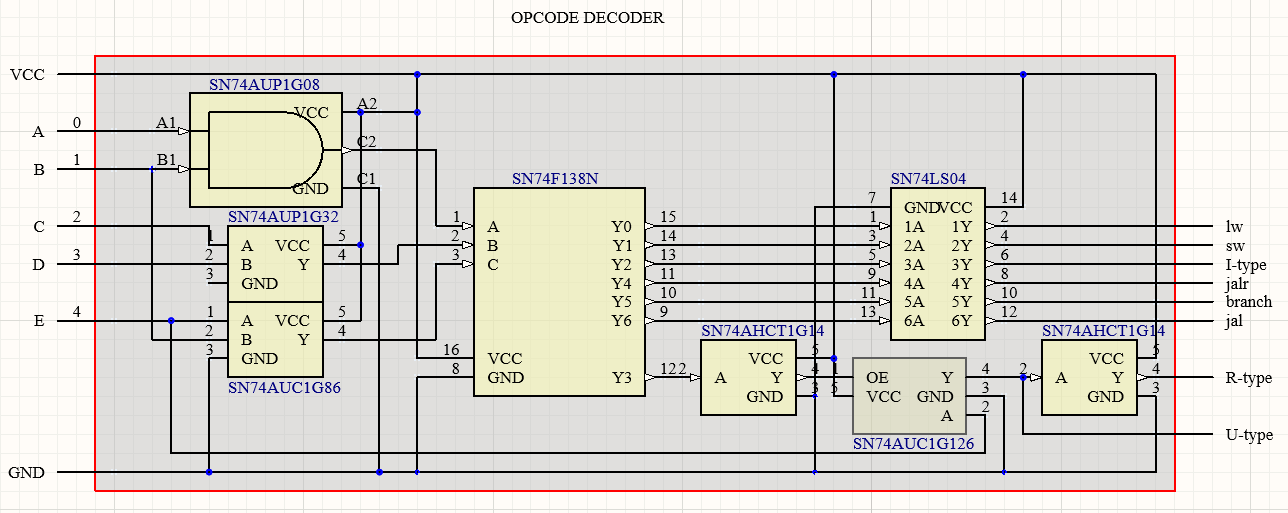 OPCODE DECODER
VCC
SN74AUP1G08
A 0 A1 VCC A2
B 1 B1 C2
GND C1
SN74F138N
SN74LS04
SN74AUP1G32
7 GND VCC 14
C 2 1 A VCC 5
D 3 2 B Y 4
3 GND
1 A Y0 15 1 1A 1Y 2 lw
2 B Y1 14 3 2A 2Y 4 sw
3 C Y2 13 5 3A 3Y 6 I-type
Y4 11 9 4A 4Y 8 jalr
Y5 10 11 5A 5Y 10 branch
Y6 9 13 6A 6Y 12 jal
E 4 1 A VCC 5
2 B Y 4
3 GND
SN74AUC1G86
SN74AHCT1G14
SN74AHCT1G14
16 VCC
8 GND Y3 12
2 A VCC 5
Y 4
GND 3
1 OE Y 4
5 VCC GND 3
A 2
SN74AUC1G126
2 A VCC 5
Y 4 R-type
GND 3
U-type
GND